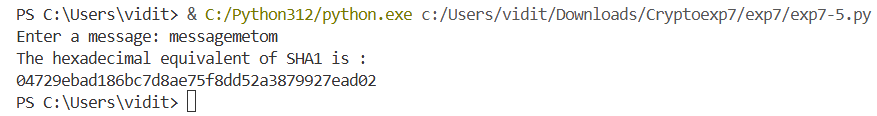 PS C:\Users\vidit> & C:/Python312/python.exe c:/Users/vidit/Downloads/Cryptoexp7/exp7/exp7-5.py
Enter a message: messagemetom
The hexadecimal equivalent of SHA1 is :
04729ebad186bc7d8ae75f8dd52a3879927ead02
PS C:\Users\vidit>